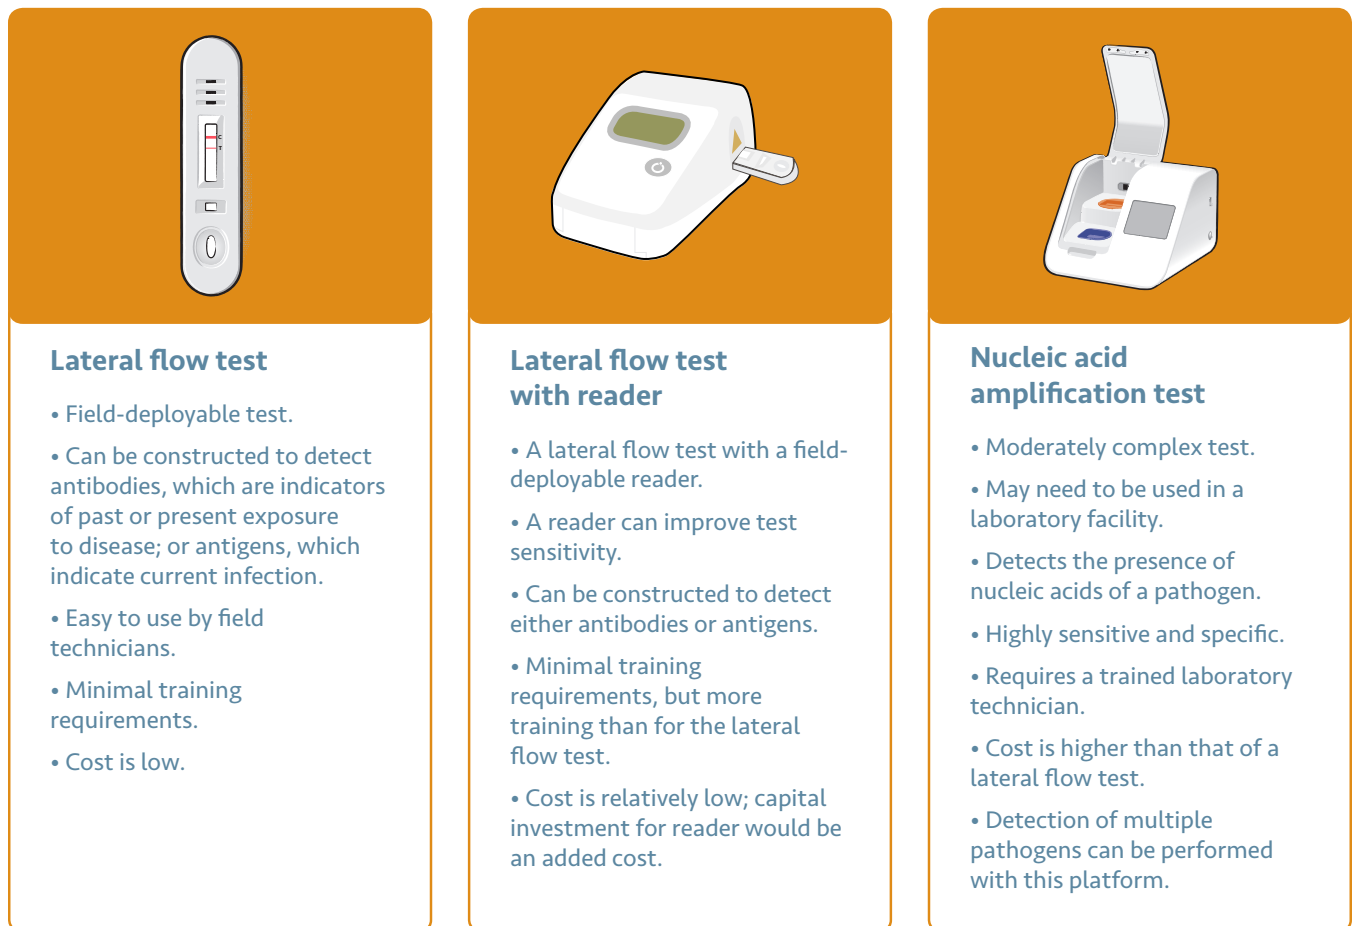 C
T
Lateral flow test
• Field-deployable test.
• Can be constructed to detect
antibodies, which are indicators
of past or present exposure
to disease; or antigens, which
indicate current infection.
• Easy to use by field
technicians.
• Minimal training
requirements.
• Cost is low.
Lateral flow test
with reader
• A lateral flow test with a field-
deployable reader.
• A reader can improve test
sensitivity.
• Can be constructed to detect
either antibodies or antigens.
• Minimal training
requirements, but more
training than for the lateral
flow test.
• Cost is relatively low; capital
investment for reader would be
an added cost.
Nucleic acid
amplification test
• Moderately complex test.
• May need to be used in a
laboratory facility.
• Detects the presence of
nucleic acids of a pathogen.
• Highly sensitive and specific.
• Requires a trained laboratory
technician.
• Cost is higher than that of a
lateral flow test.
• Detection of multiple
pathogens can be performed
with this platform.